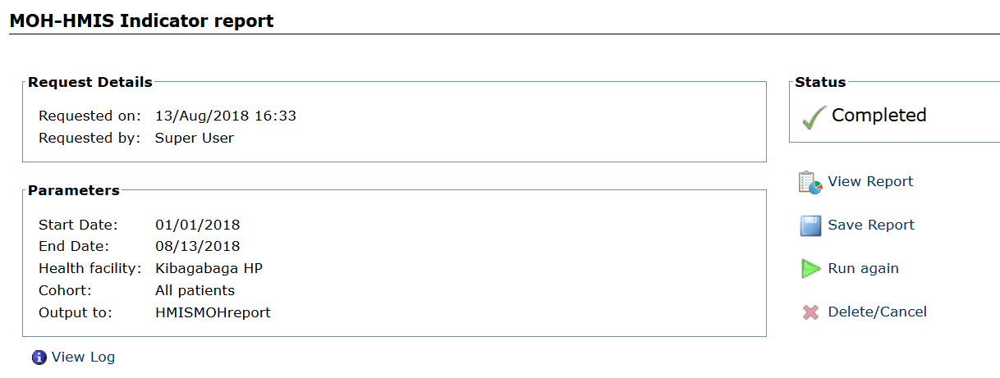 MOH-HMIS Indicator report
Request Details
Requested on: 13/Aug/2018 16:33
Requested by: Super User
Status
Completed
Parameters
Start Date: 01/01/2018
End Date: 08/13/2018
Health facility: Kibagabaga HP
Cohort: All patients
Output to: HMISMOHreport
View Report
Save Report
Run again
Delete/Cancel
View Log